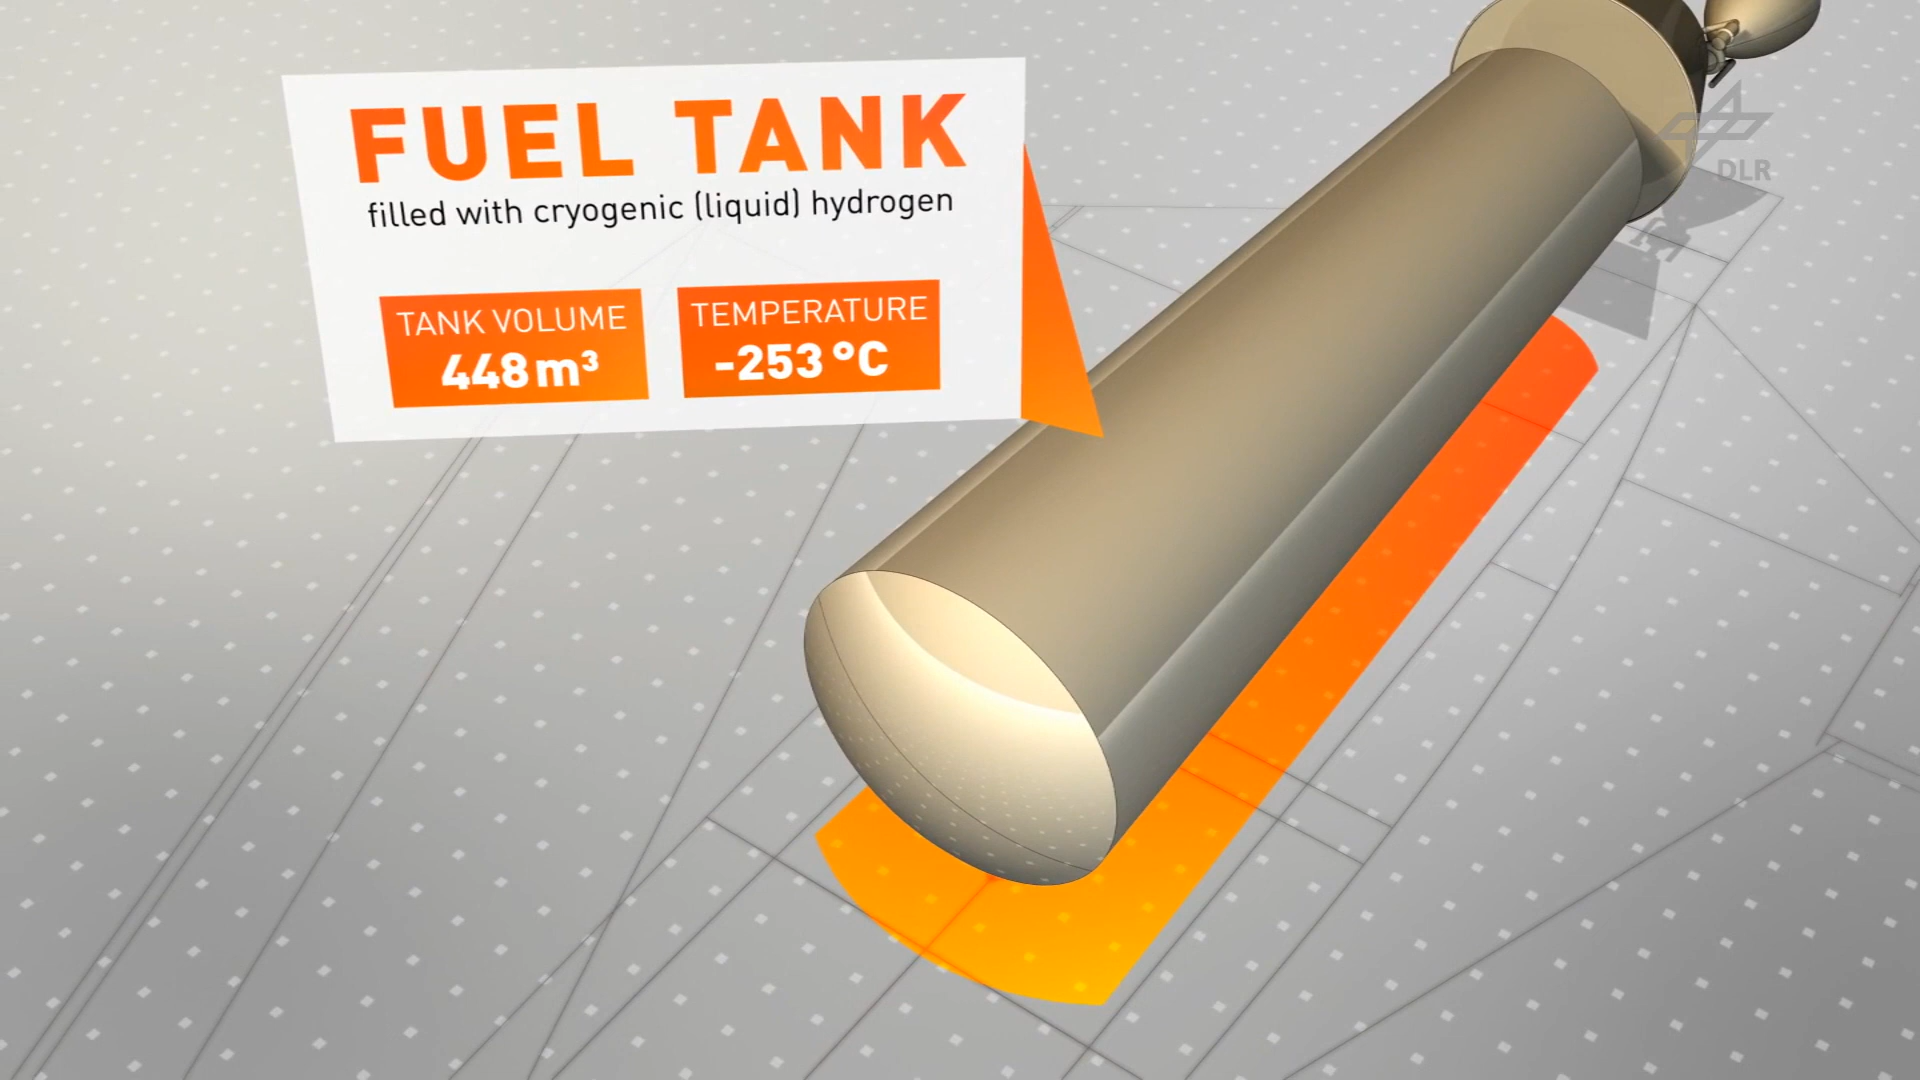 FUEL TANK
filled with cryogenic (liquid) hydrogen
TANK VOLUME
448 m³
TEMPERATURE
-253 °C
DLR